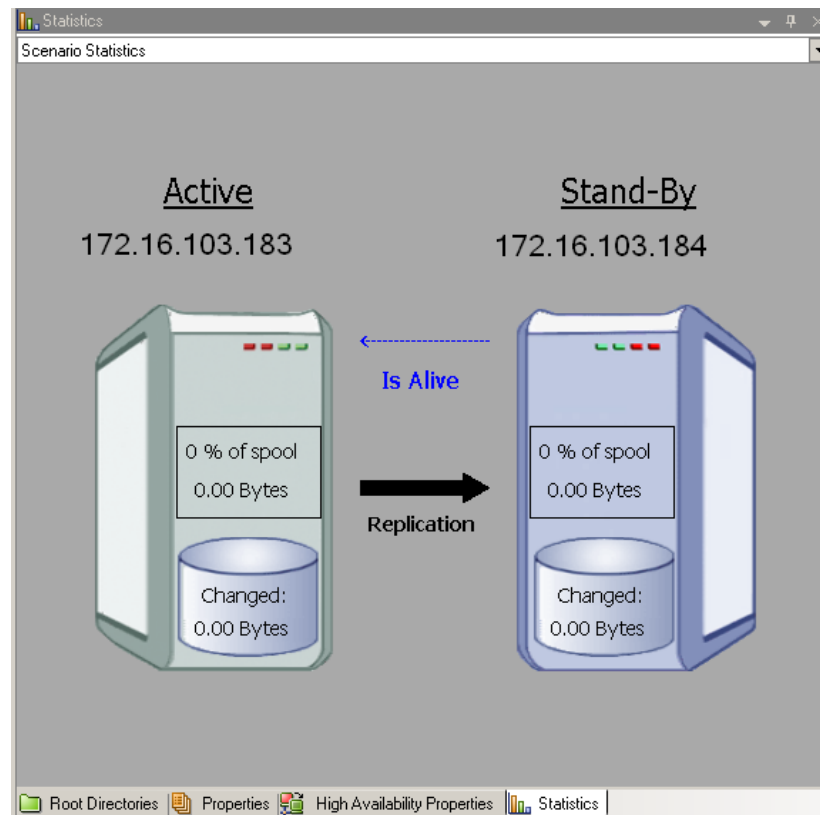 Statistics
Scenario Statistics
Active
Stand-By
172.16.103.183
172.16.103.184
Is Alive
0 % of spool
0.00 Bytes
0 % of spool
0.00 Bytes
Replication
Changed:
0.00 Bytes
Changed:
0.00 Bytes
Root Directories
Properties
High Availability Properties
Statistics